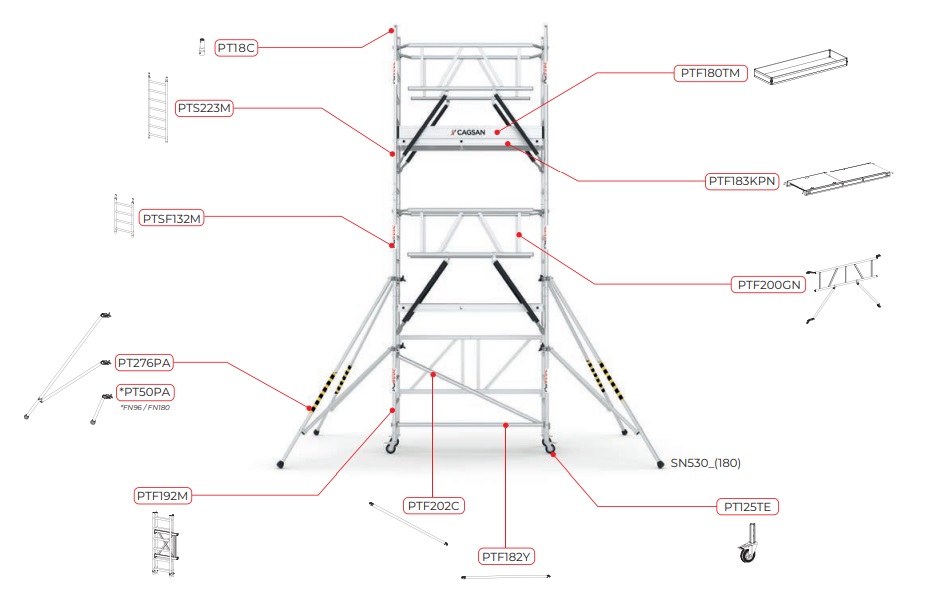 PT18C
PTF180TM
PTS223M
CAGSAN
PTF183KPN
PTSF132M
PTF200GN
PT276PA
*PT50PA
*FN96 / FN180
SN530_(180)
PTF192M
PTF202C
PT125TE
PTF182Y